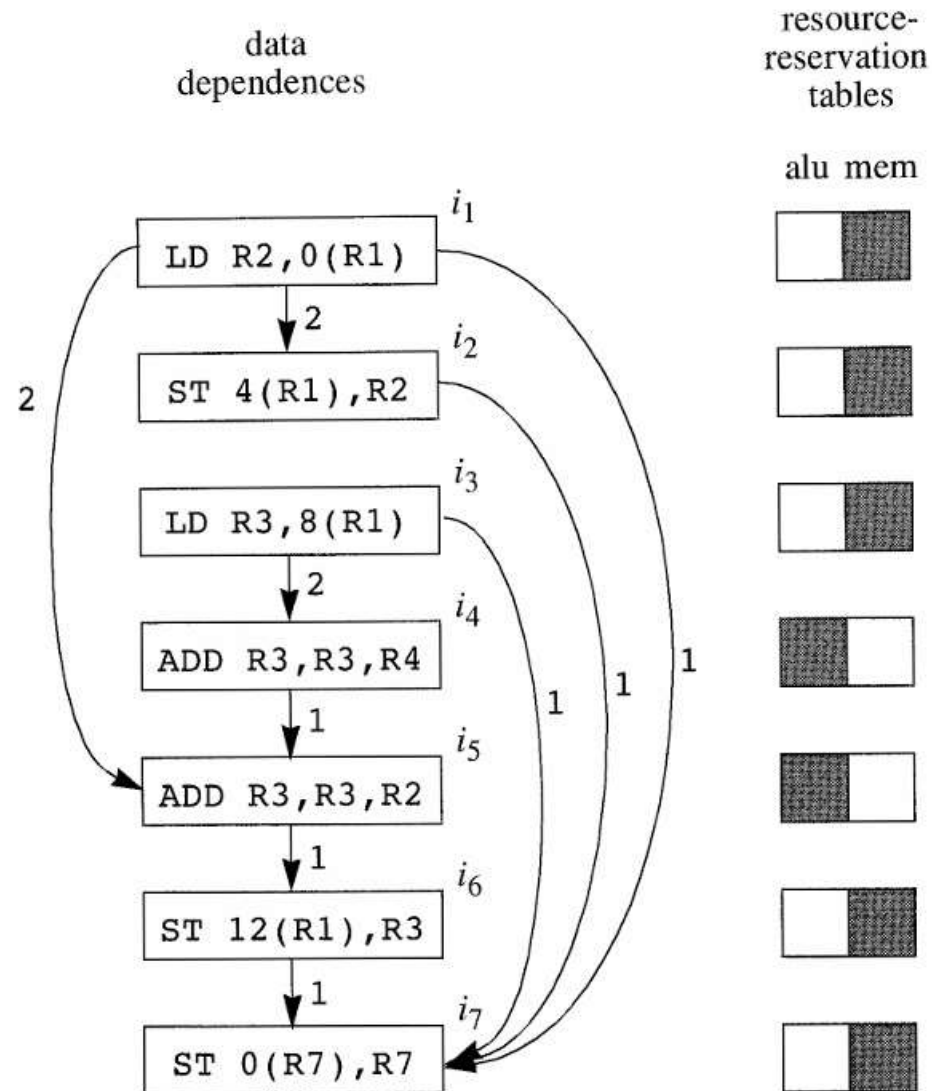 data
dependences
resource-
reservation
tables
alu mem
i1
LD R2,0(R1)
2
i2
ST 4(R1),R2
2
i3
LD R3,8(R1)
2
i4
ADD R3,R3,R4
1
1
1
1
i5
ADD R3,R3,R2
1
i6
ST 12(R1),R3
1
i7
ST 0(R7),R7